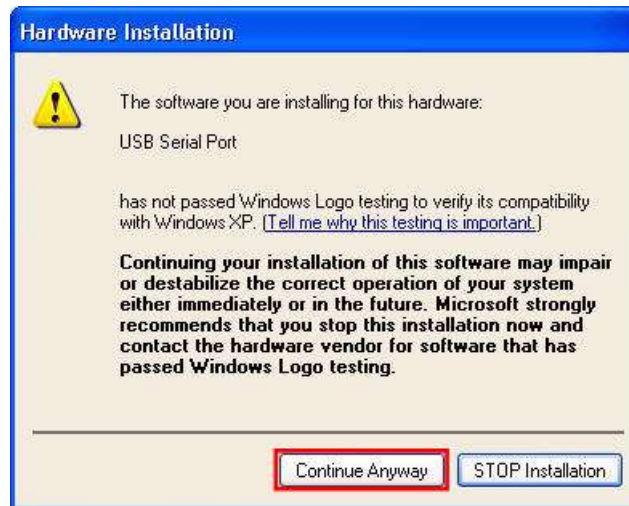 Hardware Installation
The software you are installing for this hardware:
USB Serial Port
has not passed Windows Logo testing to verify its compatibility
with Windows XP. (Tell me why this testing is important.)
Continuing your installation of this software may impair
or destabilize the correct operation of your system
either immediately or in the future. Microsoft strongly
recommends that you stop this installation now and
contact the hardware vendor for software that has
passed Windows Logo testing.
Continue Anyway
STOP Installation